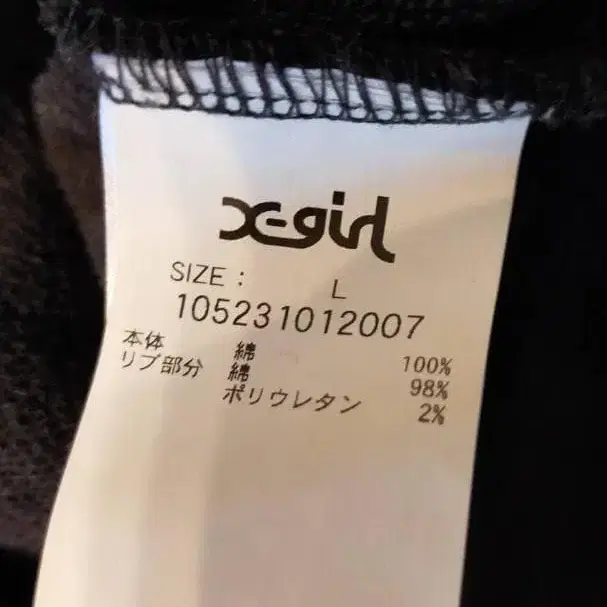 X-girl
SIZE : L
105231012007
本体 綿 100%
リブ部分 綿 98%
ポリウレタン 2%